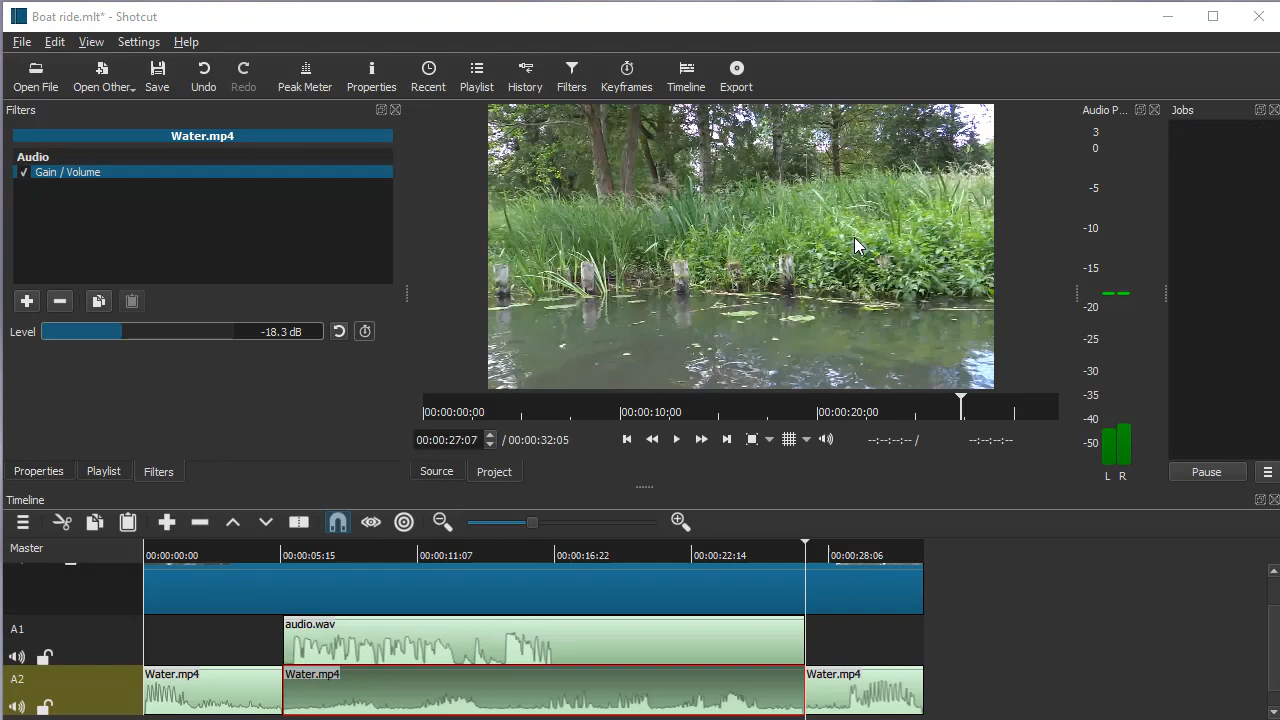 Boat ride.mlt* - Shotcut
File Edit View Settings Help
Open File Open Other Save Undo Redo Peak Meter Properties Recent Playlist History Filters Keyframes Timeline Export
Filters
Audio P...
Jobs
Water.mp4
Audio
Gain / Volume
Level -18.3 dB
3
0
-5
-10
-15
-20
-25
-30
-35
-40
-50
L R
00:00:00:00 00:00:10:00 00:00:20:00
00:00:27:07 / 00:00:32:05 --:--:--:-- / --:--:--:--
Properties Playlist Filters
Source Project
Pause
Timeline
Master
00:00:00:00 00:00:05:15 00:00:11:07 00:00:16:22 00:00:22:14 00:00:28:06
A1
audio.wav
A2
Water.mp4 Water.mp4 Water.mp4